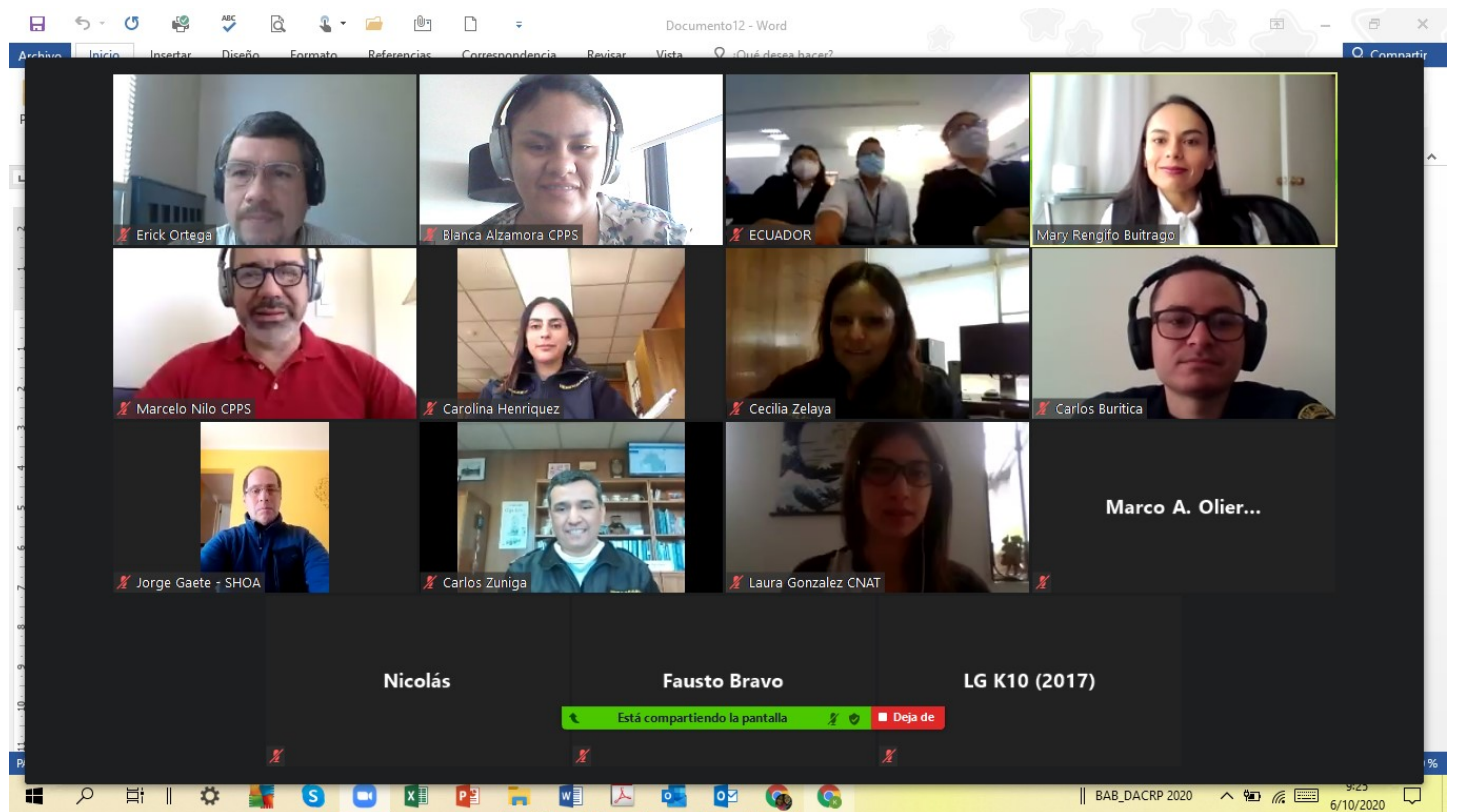 ABC
Documento12 - Word
Archivo Inicio Insertar Diseño Formato Referencias Correspondencia Revisar Vista ¿Qué desea hacer? Compartir
Erick Ortega
Blanca Alzamora CPPS
ECUADOR
Mary Rengifo Buitrago
Marcelo Nilo CPPS
Carolina Henriquez
Cecilia Zelaya
Carlos Buritica
Jorge Gaete - SHOA
Carlos Zuniga
Laura Gonzalez CNAT
Marco A. Olier...
Nicolás
Fausto Bravo
LG K10 (2017)
Está compartiendo la pantalla
Deja de
%
BAB_DACRP 2020
9:25
6/10/2020